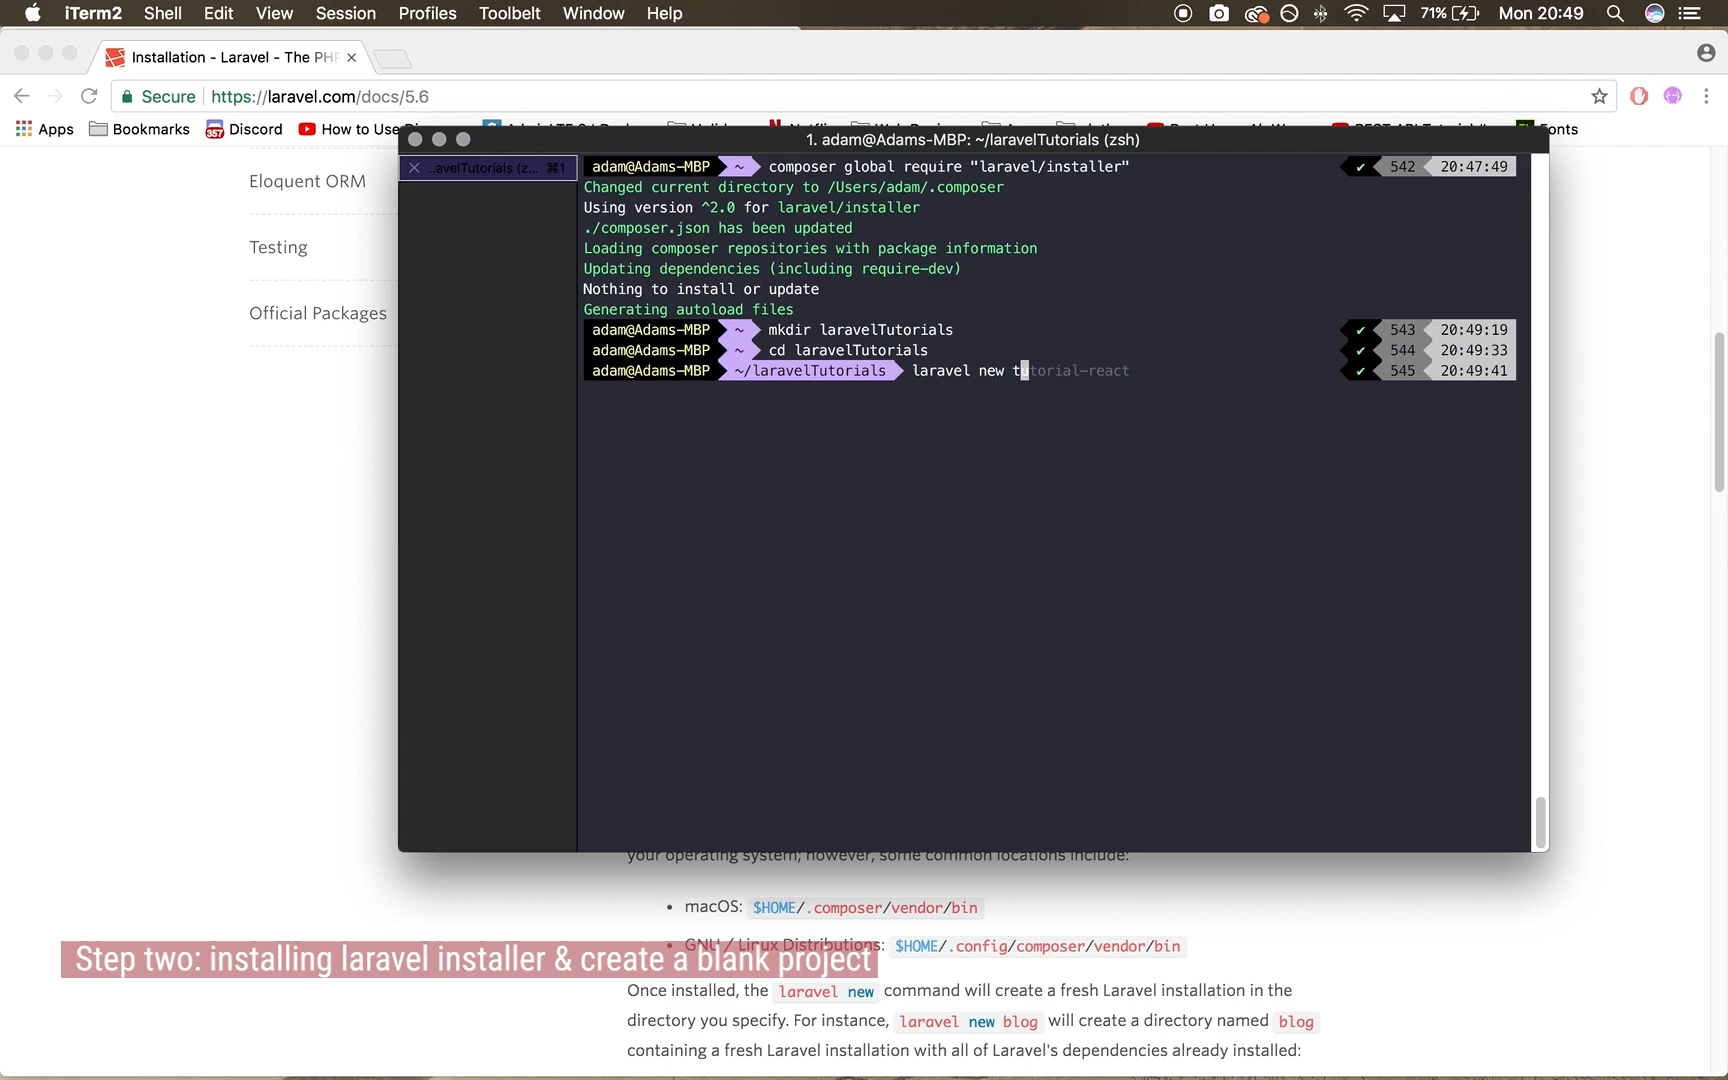 iTerm2 Shell Edit View Session Profiles Toolbelt Window Help 71% Mon 20:49
Installation - Laravel - The PHP
Secure https://laravel.com/docs/5.6
Apps Bookmarks 357 Discord How to Use
1. adam@Adams-MBP: ~/laravelTutorials (zsh)
..avelTutorials (z... ⌘1
adam@Adams-MBP ~ composer global require "laravel/installer" ✔ 542 20:47:49
Changed current directory to /Users/adam/.composer
Using version ^2.0 for laravel/installer
./composer.json has been updated
Loading composer repositories with package information
Updating dependencies (including require-dev)
Nothing to install or update
Generating autoload files
adam@Adams-MBP ~ mkdir laravelTutorials ✔ 543 20:49:19
adam@Adams-MBP ~ cd laravelTutorials ✔ 544 20:49:33
adam@Adams-MBP ~/laravelTutorials laravel new tutorial-react ✔ 545 20:49:41
Eloquent ORM
Testing
Official Packages
your operating system; however, some common locations include:
• macOS: $HOME/.composer/vendor/bin
• GNU / Linux Distributions: $HOME/.config/composer/vendor/bin
Step two: installing laravel installer & create a blank project
Once installed, the laravel new command will create a fresh Laravel installation in the
directory you specify. For instance, laravel new blog will create a directory named blog
containing a fresh Laravel installation with all of Laravel's dependencies already installed: